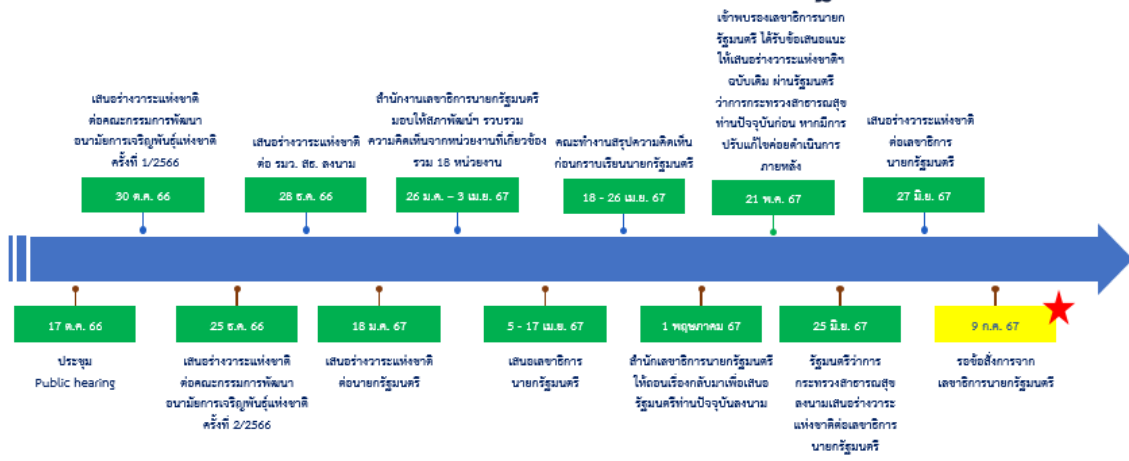 เข้าพบรองเลขาธิการนายก
รัฐมนตรี ได้รับข้อเสนอแนะ
ให้เสนอร่างวาระแห่งชาติฯ
ฉบับเดิม ผ่านรัฐมนตรี
ว่าการกระทรวงสาธารณสุข
ท่านปัจจุบันก่อน หากมีการ
ปรับแก้ไขค่อยดำเนินการ
ภายหลัง
เสนอร่างวาระแห่งชาติ
ต่อคณะกรรมการพัฒนา
อนามัยการเจริญพันธุ์แห่งชาติ
ครั้งที่ 1/2566
เสนอร่างวาระแห่งชาติ
ต่อ รมว. สธ. ลงนาม
สำนักงานเลขาธิการนายกรัฐมนตรี
มอบให้สภาพัฒน์ฯ รวบรวม
ความคิดเห็นจากหน่วยงานที่เกี่ยวข้อง
รวม 18 หน่วยงาน
คณะทำงานสรุปความคิดเห็น
ก่อนกราบเรียนนายกรัฐมนตรี
เสนอร่างวาระแห่งชาติ
ต่อเลขาธิการ
นายกรัฐมนตรี
30 ต.ค. 66
28 ธ.ค. 66
26 ม.ค. – 3 เม.ย. 67
18 - 26 เม.ย. 67
21 พ.ค. 67
27 มิ.ย. 67
17 ต.ค. 66
25 ธ.ค. 66
18 ม.ค. 67
5 - 17 เม.ย. 67
1 พฤษภาคม 67
25 มิ.ย. 67
9 ก.ค. 67
ประชุม
Public hearing
เสนอร่างวาระแห่งชาติ
ต่อคณะกรรมการพัฒนา
อนามัยการเจริญพันธุ์แห่งชาติ
ครั้งที่ 2/2566
เสนอร่างวาระแห่งชาติ
ต่อนายกรัฐมนตรี
เสนอเลขาธิการ
นายกรัฐมนตรี
สำนักเลขาธิการนายกรัฐมนตรี
ให้ถอนเรื่องกลับมาเพื่อเสนอ
รัฐมนตรีท่านปัจจุบันลงนาม
รัฐมนตรีว่าการ
กระทรวงสาธารณสุข
ลงนามเสนอร่างวาระ
แห่งชาติต่อเลขาธิการ
นายกรัฐมนตรี
รอข้อสั่งการจาก
เลขาธิการนายกรัฐมนตรี